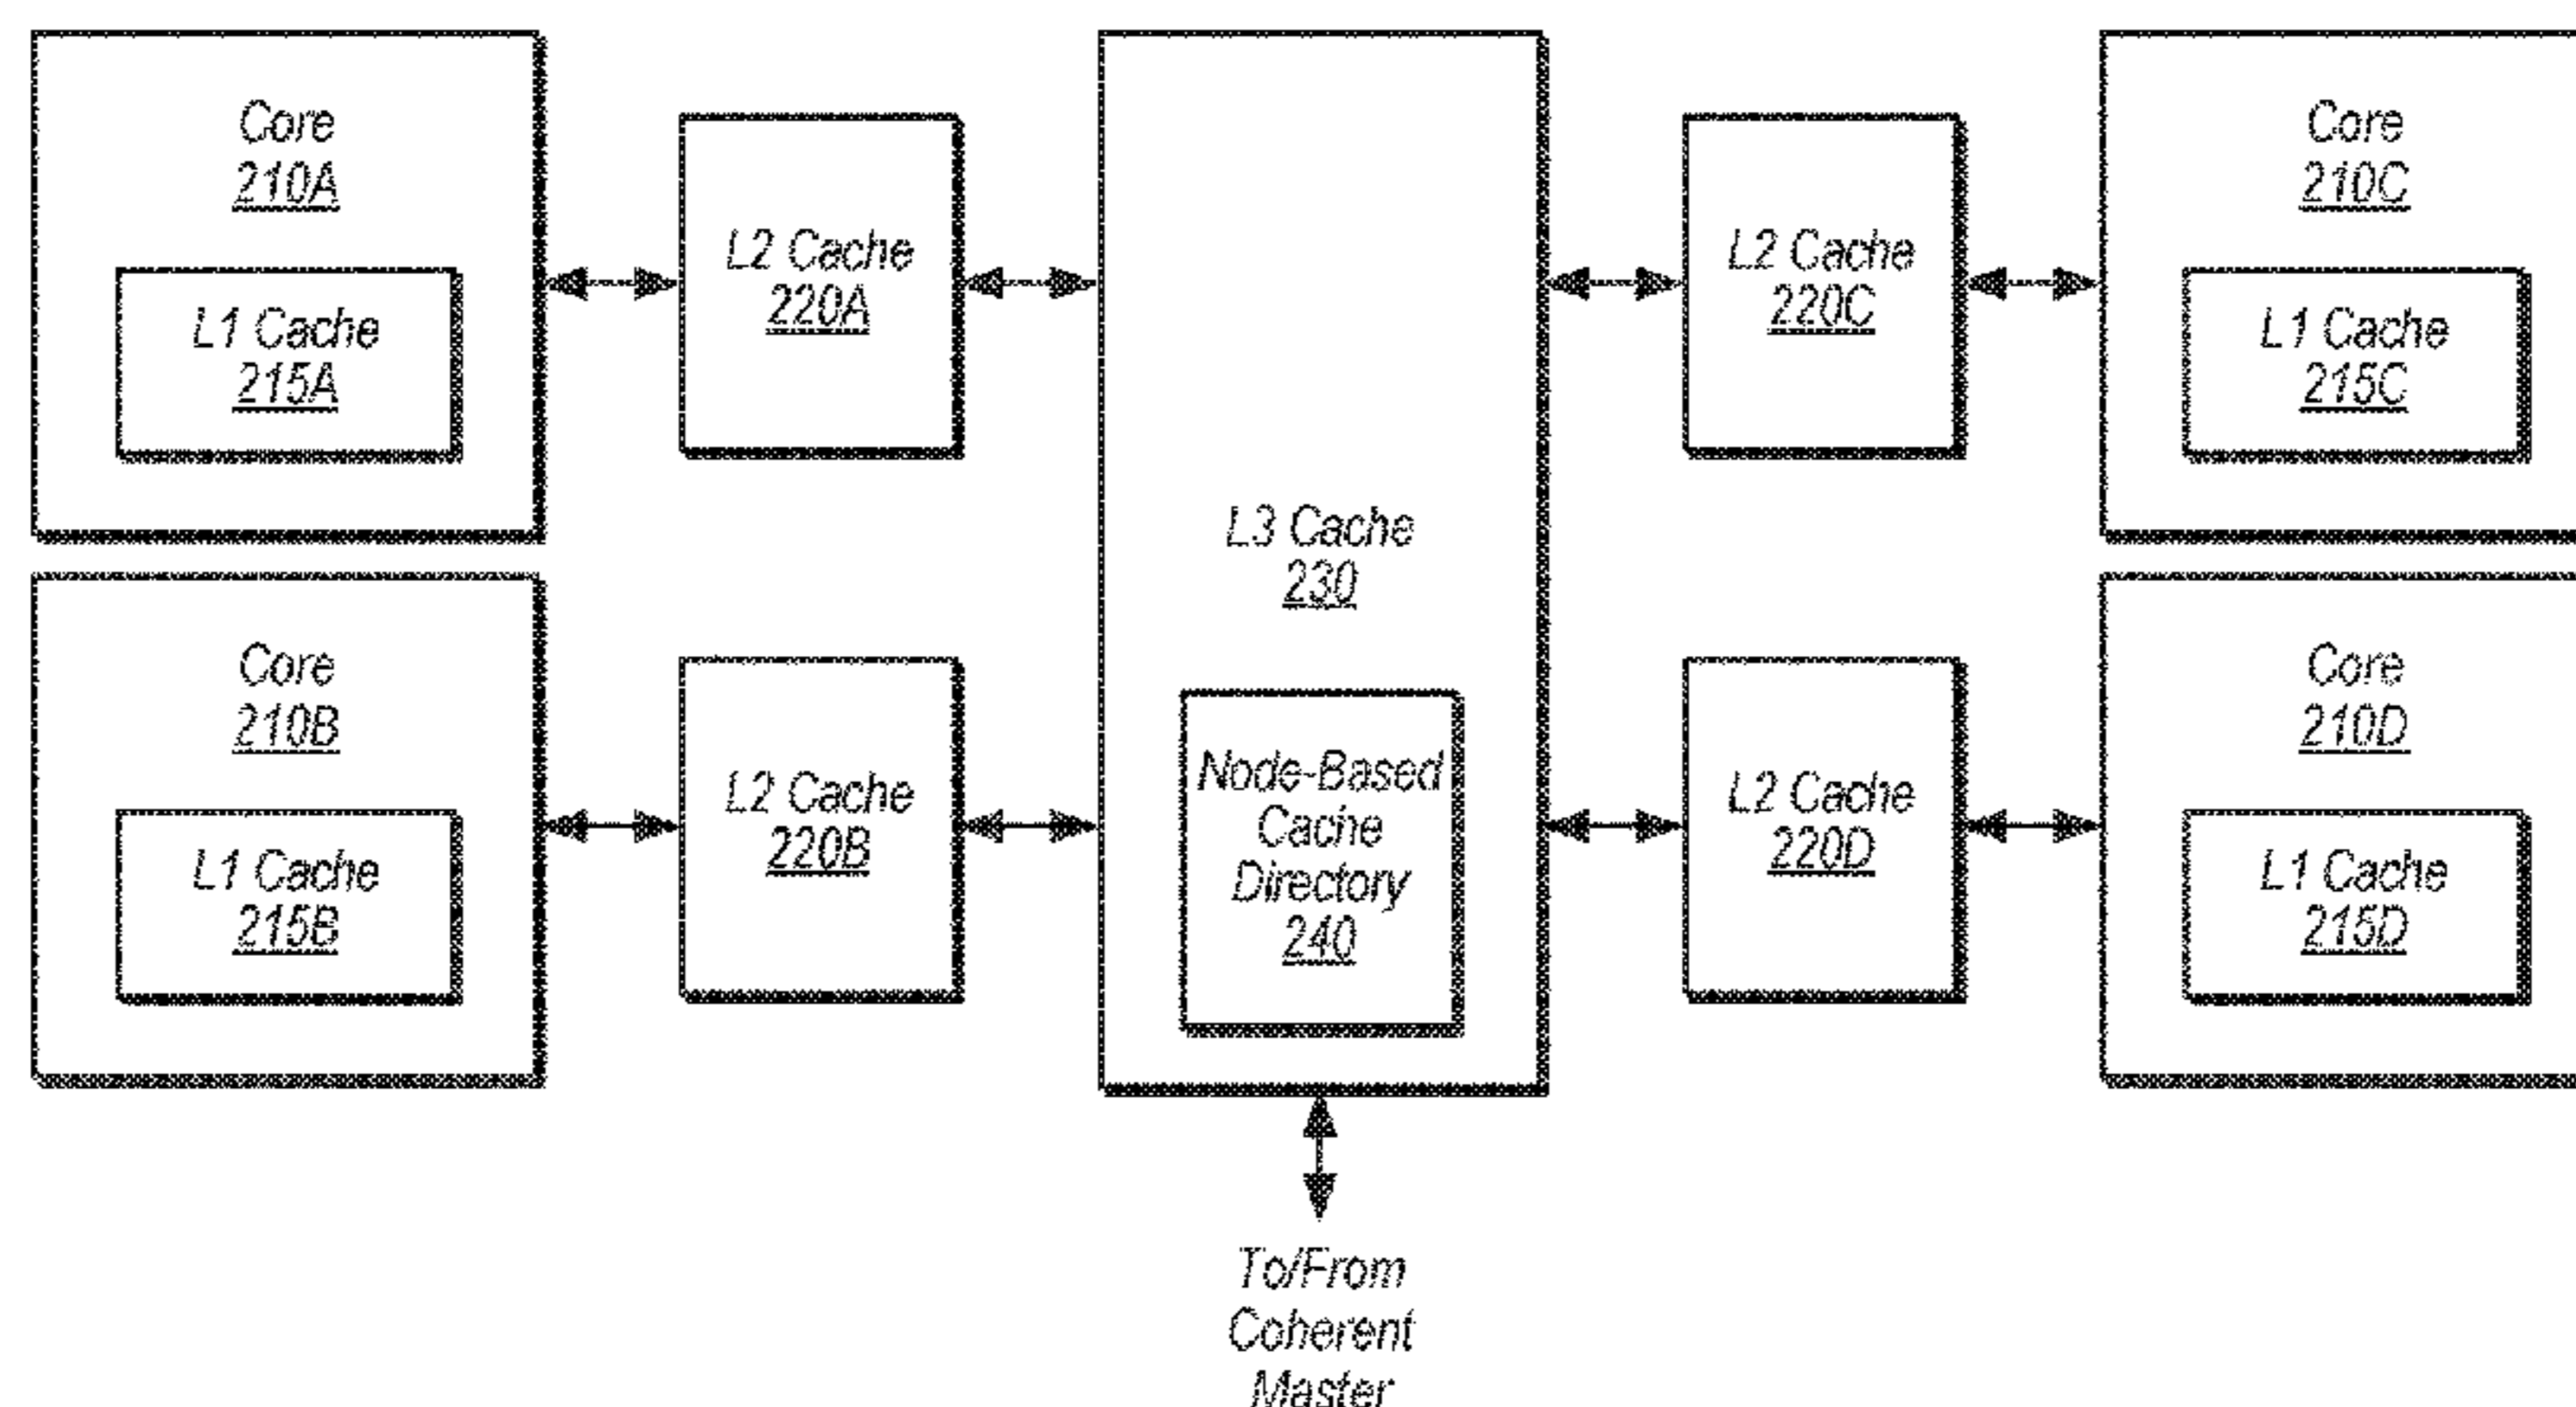 Core
210A
L1 Cache
215A
L2 Cache
220A
Core
210B
L1 Cache
215B
L2 Cache
220B
L3 Cache
230
Node-Based
Cache
Directory
240
L2 Cache
220C
Core
210C
L1 Cache
215C
L2 Cache
220D
Core
210D
L1 Cache
215D
To/From
Coherent
Master